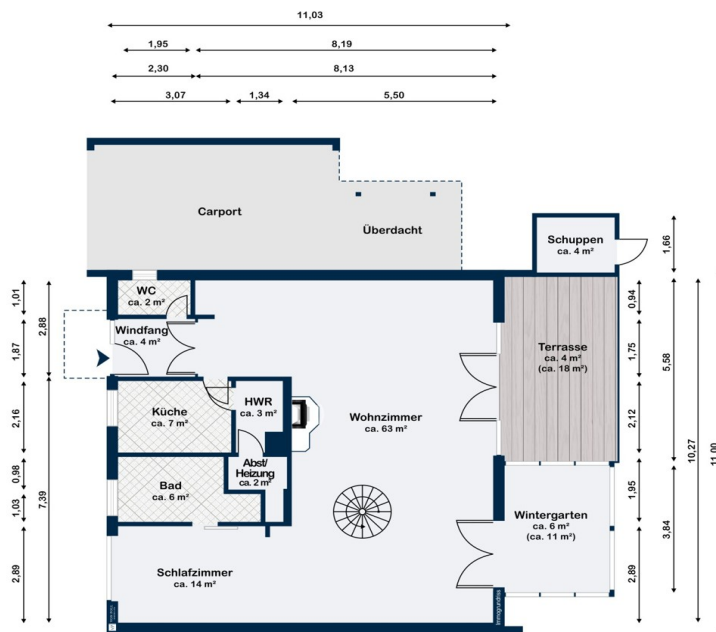 11,03
1,95 8,19
2,30 8,13
3,07 1,34 5,50
Carport
Überdacht
Schuppen
ca. 4 m²
1,66
WC
ca. 2 m²
1,01
2,88
0,94
Windfang
ca. 4 m²
1,87
Terrasse
ca. 4 m²
(ca. 18 m²)
1,75
5,58
Küche
ca. 7 m²
2,16
HWR
ca. 3 m²
Wohnzimmer
ca. 63 m²
2,12
10,27
11,00
Bad
ca. 6 m²
0,98
7,39
1,03
Abst/
Heizung
ca. 2 m²
Wintergarten
ca. 6 m²
(ca. 11 m²)
1,95
3,84
Schlafzimmer
ca. 14 m²
2,89
2,89
Immogrundriss